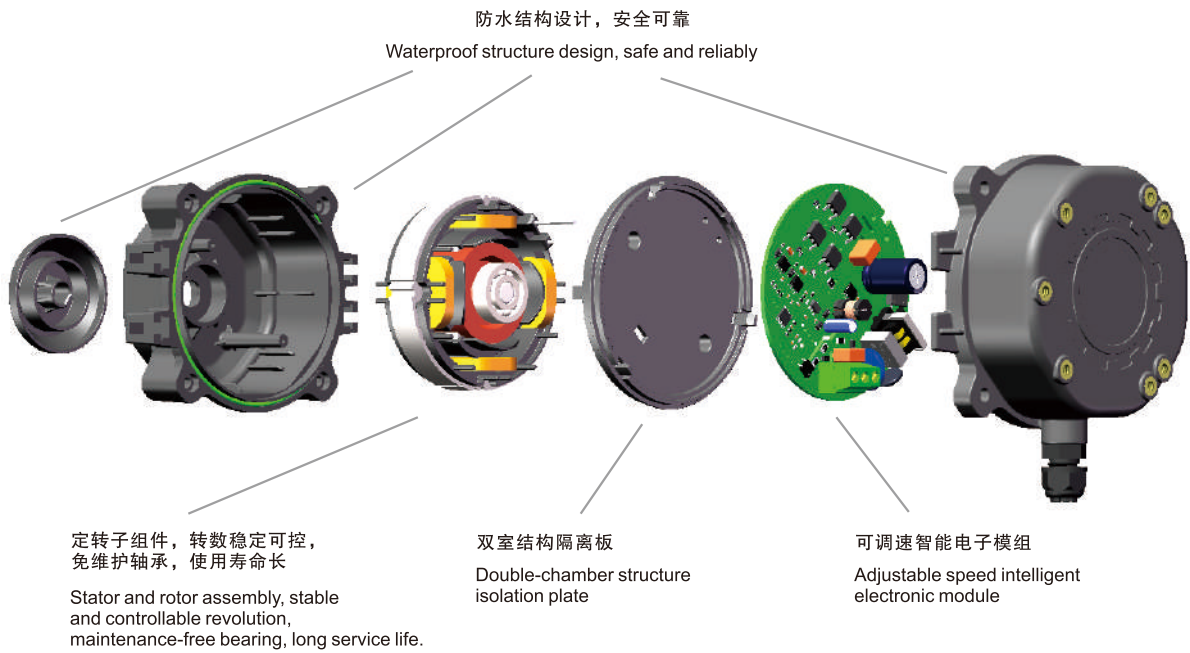 防水结构设计，安全可靠
Waterproof structure design, safe and reliably
定转子组件，转数稳定可控，
免维护轴承，使用寿命长
Stator and rotor assembly, stable
and controllable revolution,
maintenance-free bearing, long service life.
双室结构隔离板
Double-chamber structure
isolation plate
可调速智能电子模组
Adjustable speed intelligent
electronic module